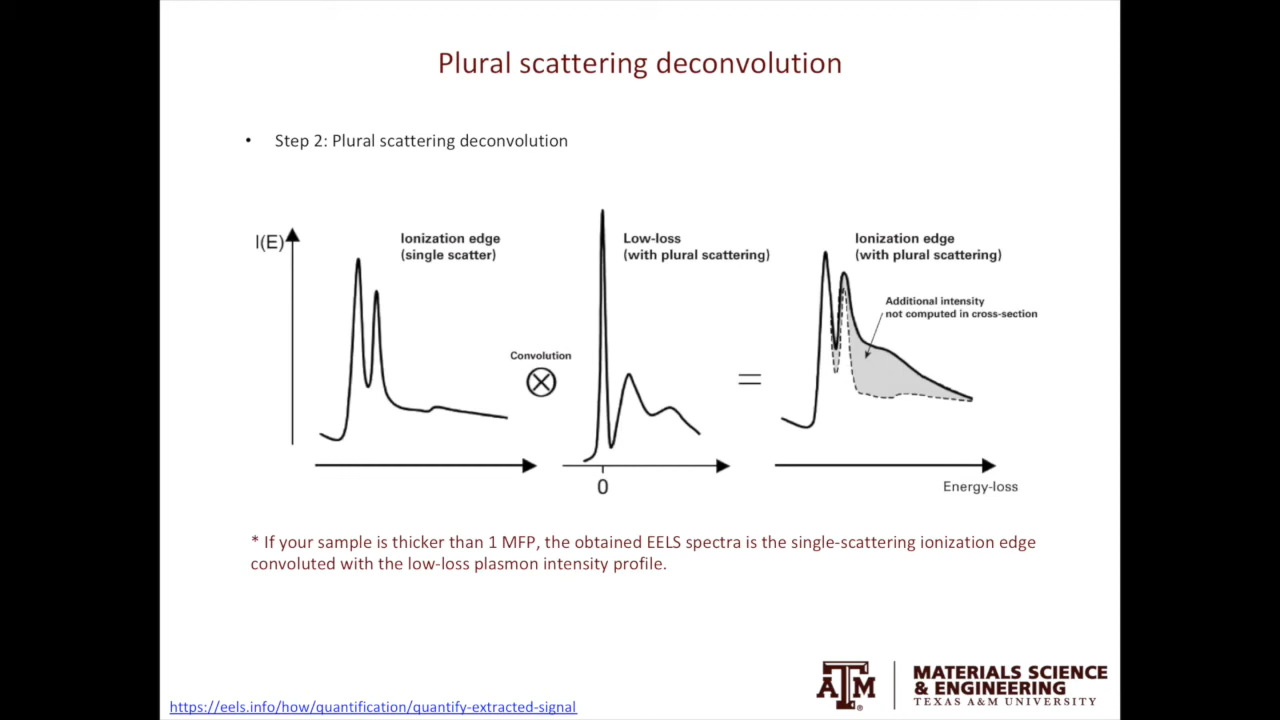 Plural scattering deconvolution
• Step 2: Plural scattering deconvolution
I(E)
Ionization edge
(single scatter)
Convolution
Low-loss
(with plural scattering)
0
=
Ionization edge
(with plural scattering)
Additional intensity
not computed in cross-section
Energy-loss
* If your sample is thicker than 1 MFP, the obtained EELS spectra is the single-scattering ionization edge
convoluted with the low-loss plasmon intensity profile.
ATM
MATERIALS SCIENCE
& ENGINEERING
TEXAS A&M UNIVERSITY
https://eels.info/how/quantification/quantify-extracted-signal